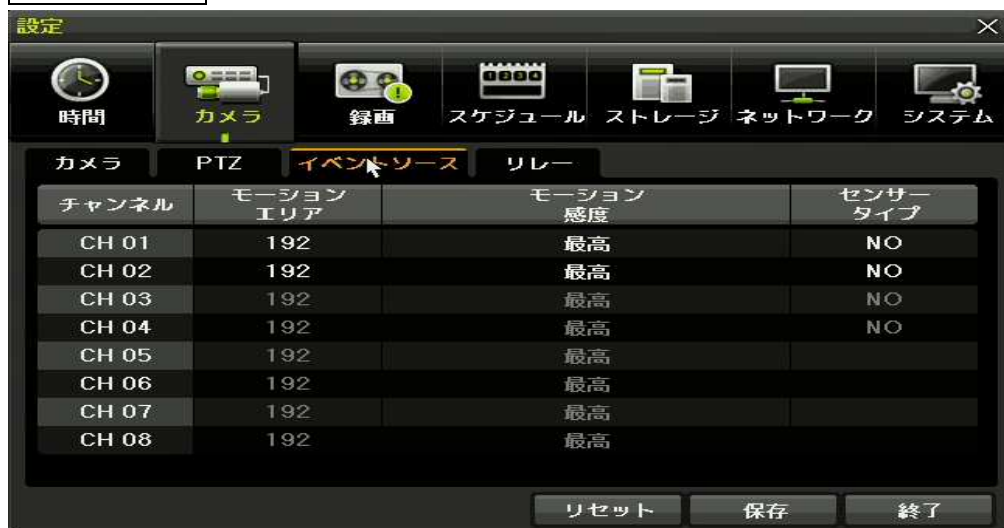 設定
時間 カメラ 録画 スケジュール ストレージ ネットワーク システム
カメラ PTZ イベントソース リレー
チャンネル モーション エリア モーション 感度 センサー タイプ
CH 01 192 最高 NO
CH 02 192 最高 NO
CH 03 192 最高 NO
CH 04 192 最高 NO
CH 05 192 最高
CH 06 192 最高
CH 07 192 最高
CH 08 192 最高
リセット 保存 終了